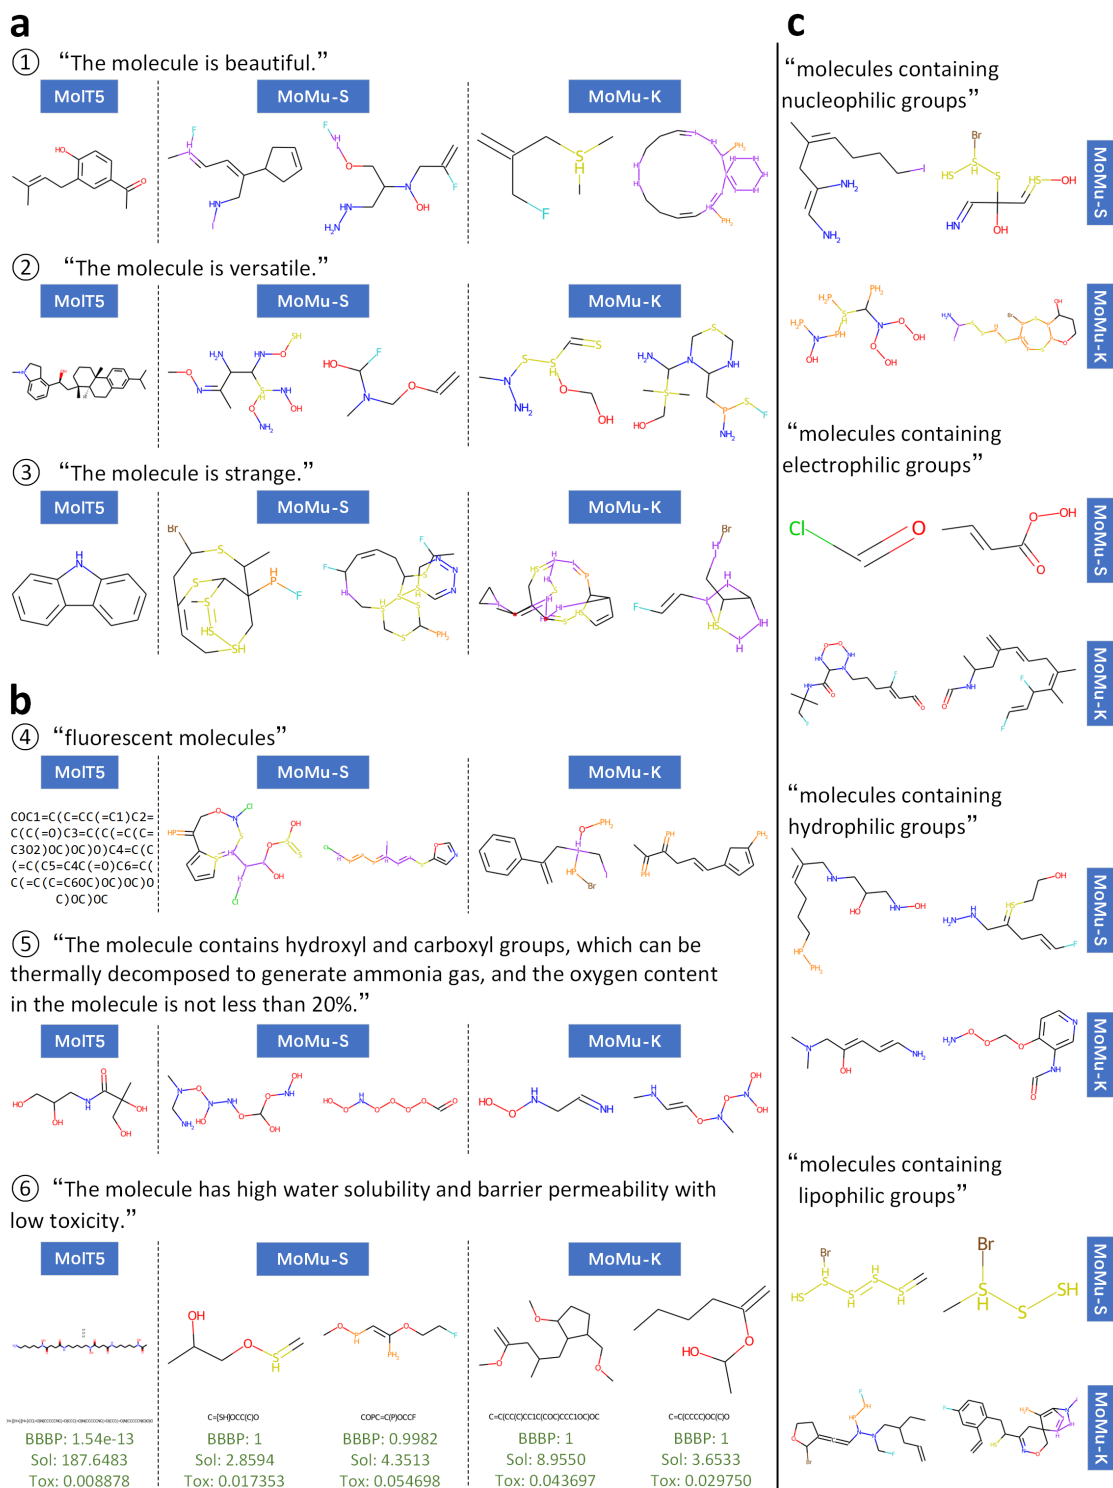 a
① “The molecule is beautiful.”
MolT5
MoMu-S
MoMu-K
② “The molecule is versatile.”
MolT5
MoMu-S
MoMu-K
③ “The molecule is strange.”
MolT5
MoMu-S
MoMu-K
b
④ “fluorescent molecules”
MolT5
MoMu-S
MoMu-K
COC1=C(C=CC(=C1)C2=
C(C(=O)C3=C(C(=C(C=
C3O2)OC)OC)O)C4=C(C
(=C(C5=C4C(=O)C6=C(
C(=C(C=C6OC)OC)OC)O
C)OC)OC
⑤ “The molecule contains hydroxyl and carboxyl groups, which can be
thermally decomposed to generate ammonia gas, and the oxygen content
in the molecule is not less than 20%.”
MolT5
MoMu-S
MoMu-K
⑥ “The molecule has high water solubility and barrier permeability with
low toxicity.”
MolT5
MoMu-S
MoMu-K
C=[SH]OCC(C)O
COPC=C(P)OCCF
C=C(CC(C)CC1C(COC)CCC1OC)OC
C=C(CCCC)OC(C)O
BBBP: 1.54e-13
Sol: 187.6483
Tox: 0.008878
BBBP: 1
Sol: 2.8594
Tox: 0.017353
BBBP: 0.9982
Sol: 4.3513
Tox: 0.054698
BBBP: 1
Sol: 8.9550
Tox: 0.043697
BBBP: 1
Sol: 3.6533
Tox: 0.029750
c
“molecules containing
nucleophilic groups”
MoMu-S
MoMu-K
“molecules containing
electrophilic groups”
MoMu-S
MoMu-K
“molecules containing
hydrophilic groups”
MoMu-S
MoMu-K
“molecules containing
lipophilic groups”
MoMu-S
MoMu-K